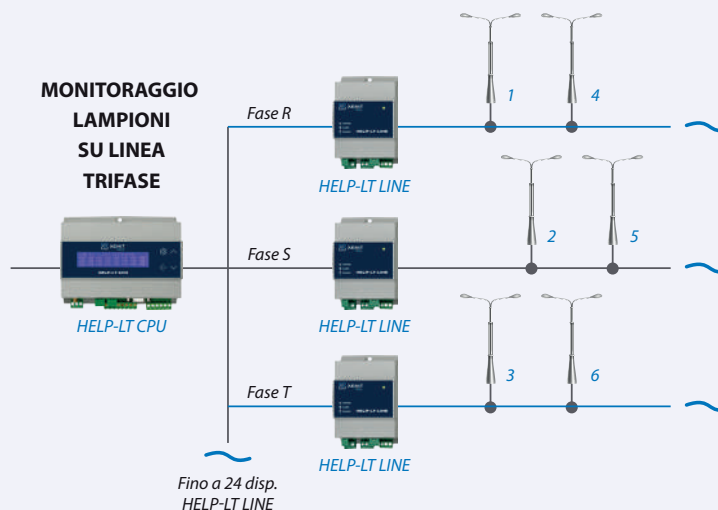 MONITORAGGIO
LAMPIONI
SU LINEA
TRIFASE
HELP-LT CPU
Fase R
HELP-LT LINE
1
4
Fase S
HELP-LT LINE
2
5
Fase T
HELP-LT LINE
3
6
Fino a 24 disp.
HELP-LT LINE